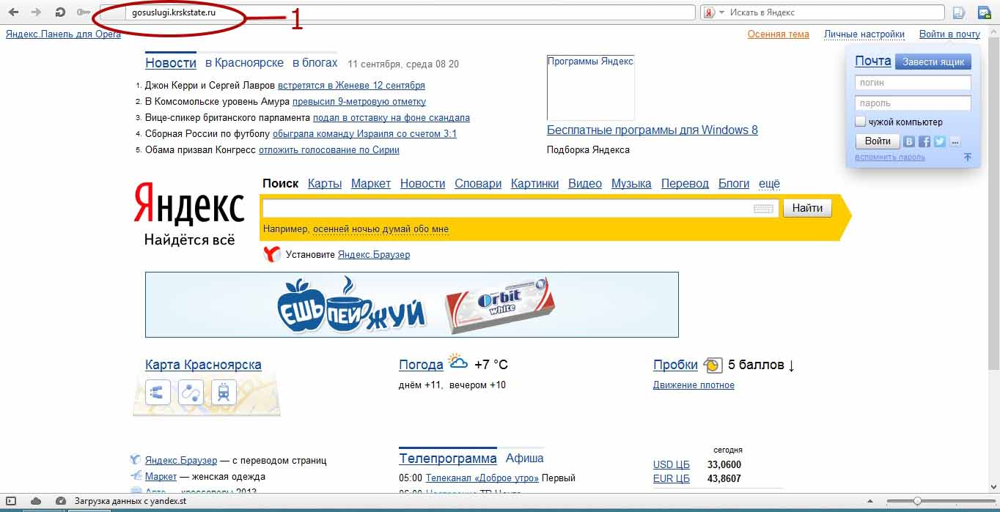 gosuslugi.krskstate.ru
1
Искать в Яндекс
Яндекс.Панель для Opera
Осенняя тема Личные настройки Войти в почту
Новости в Красноярске в блогах 11 сентября, среда 08 20
1. Джон Керри и Сергей Лавров встретятся в Женеве 12 сентября
2. В Комсомольске уровень Амура превысил 9-метровую отметку
3. Вице-спикер британского парламента подал в отставку на фоне скандала
4. Сборная России по футболу обыграла команду Израиля со счетом 3:1
5. Обама призвал Конгресс отложить голосование по Сирии
Программы Яндекс
Бесплатные программы для Windows 8
Подборка Яндекса
Почта Завести ящик
логин
пароль
чужой компьютер
Войти
вспомнить пароль
Яндекс
Найдётся всё
Поиск Карты Маркет Новости Словари Картинки Видео Музыка Перевод Блоги ещё
Найти
Например, осенней ночью думай обо мне
Установите Яндекс.Браузер
ЕШЬ ПЕЙ ЖУЙ
Orbit
White
Карта Красноярска
Погода +7 °C
днём +11, вечером +10
Пробки 5 баллов ↓
Движение плотное
Яндекс.Браузер — с переводом страниц
Маркет — женская одежда
Авто — кроссоверы 2013
Телепрограмма Афиша
05:00 Телеканал «Доброе утро» Первый
сегодня
USD ЦБ 33,0600
EUR ЦБ 43,8607
Загрузка данных с yandex.st